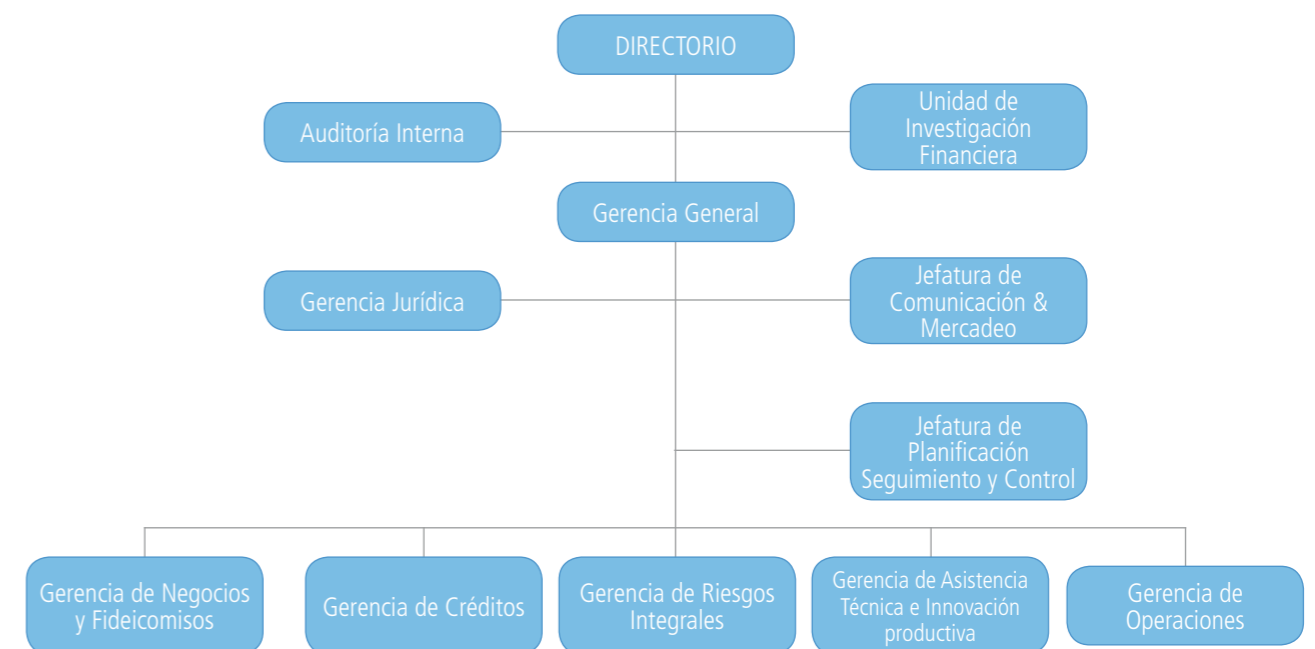 DIRECTORIO
Auditoría Interna
Unidad de
Investigación
Financiera
Gerencia General
Gerencia Jurídica
Jefatura de
Comunicación &
Mercadeo
Jefatura de
Planificación
Seguimiento y Control
Gerencia de Negocios
y Fideicomisos
Gerencia de Créditos
Gerencia de Riesgos
Integrales
Gerencia de Asistencia
Técnica e Innovación
productiva
Gerencia de
Operaciones